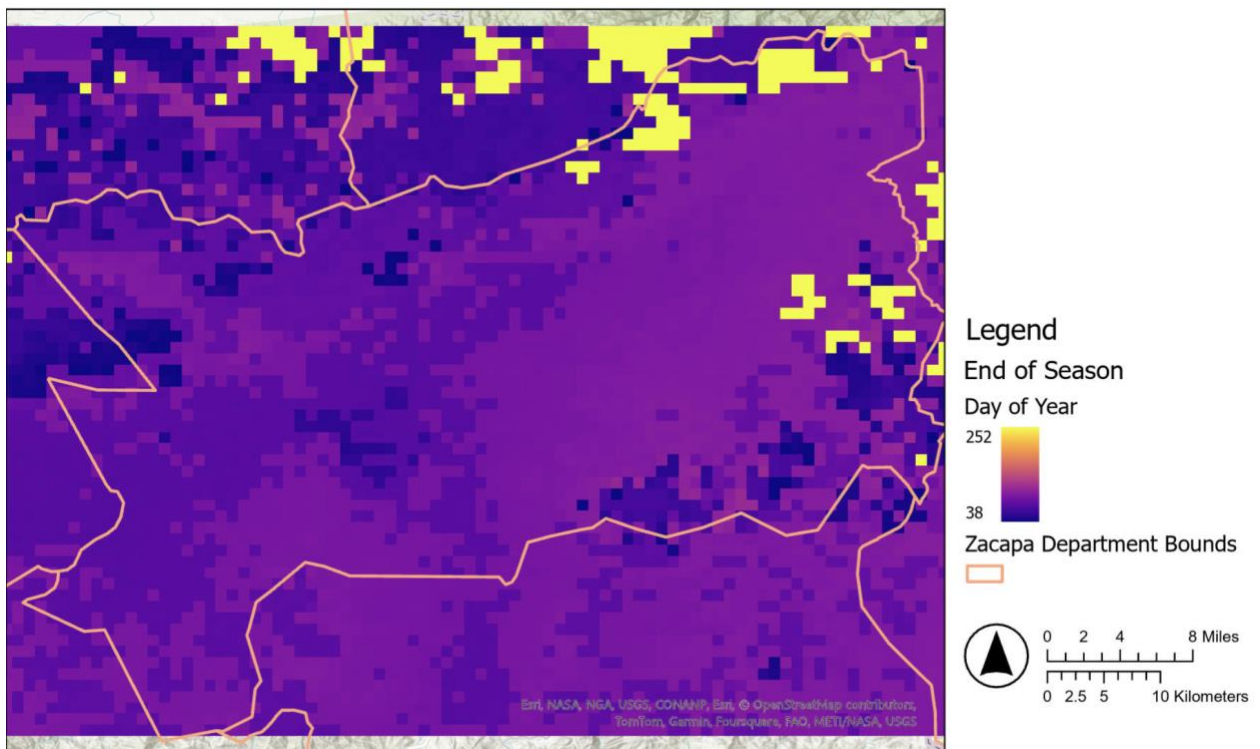 Legend
End of Season
Day of Year
252
38
Zacapa Department Bounds
0 2 4 8 Miles
0 2.5 5 10 Kilometers
Esri, NASA, NGA, USGS, CONANP, Esri, © OpenStreetMap contributors,
TomTom, Garmin, Foursquare, FAO, METI/NASA, USGS